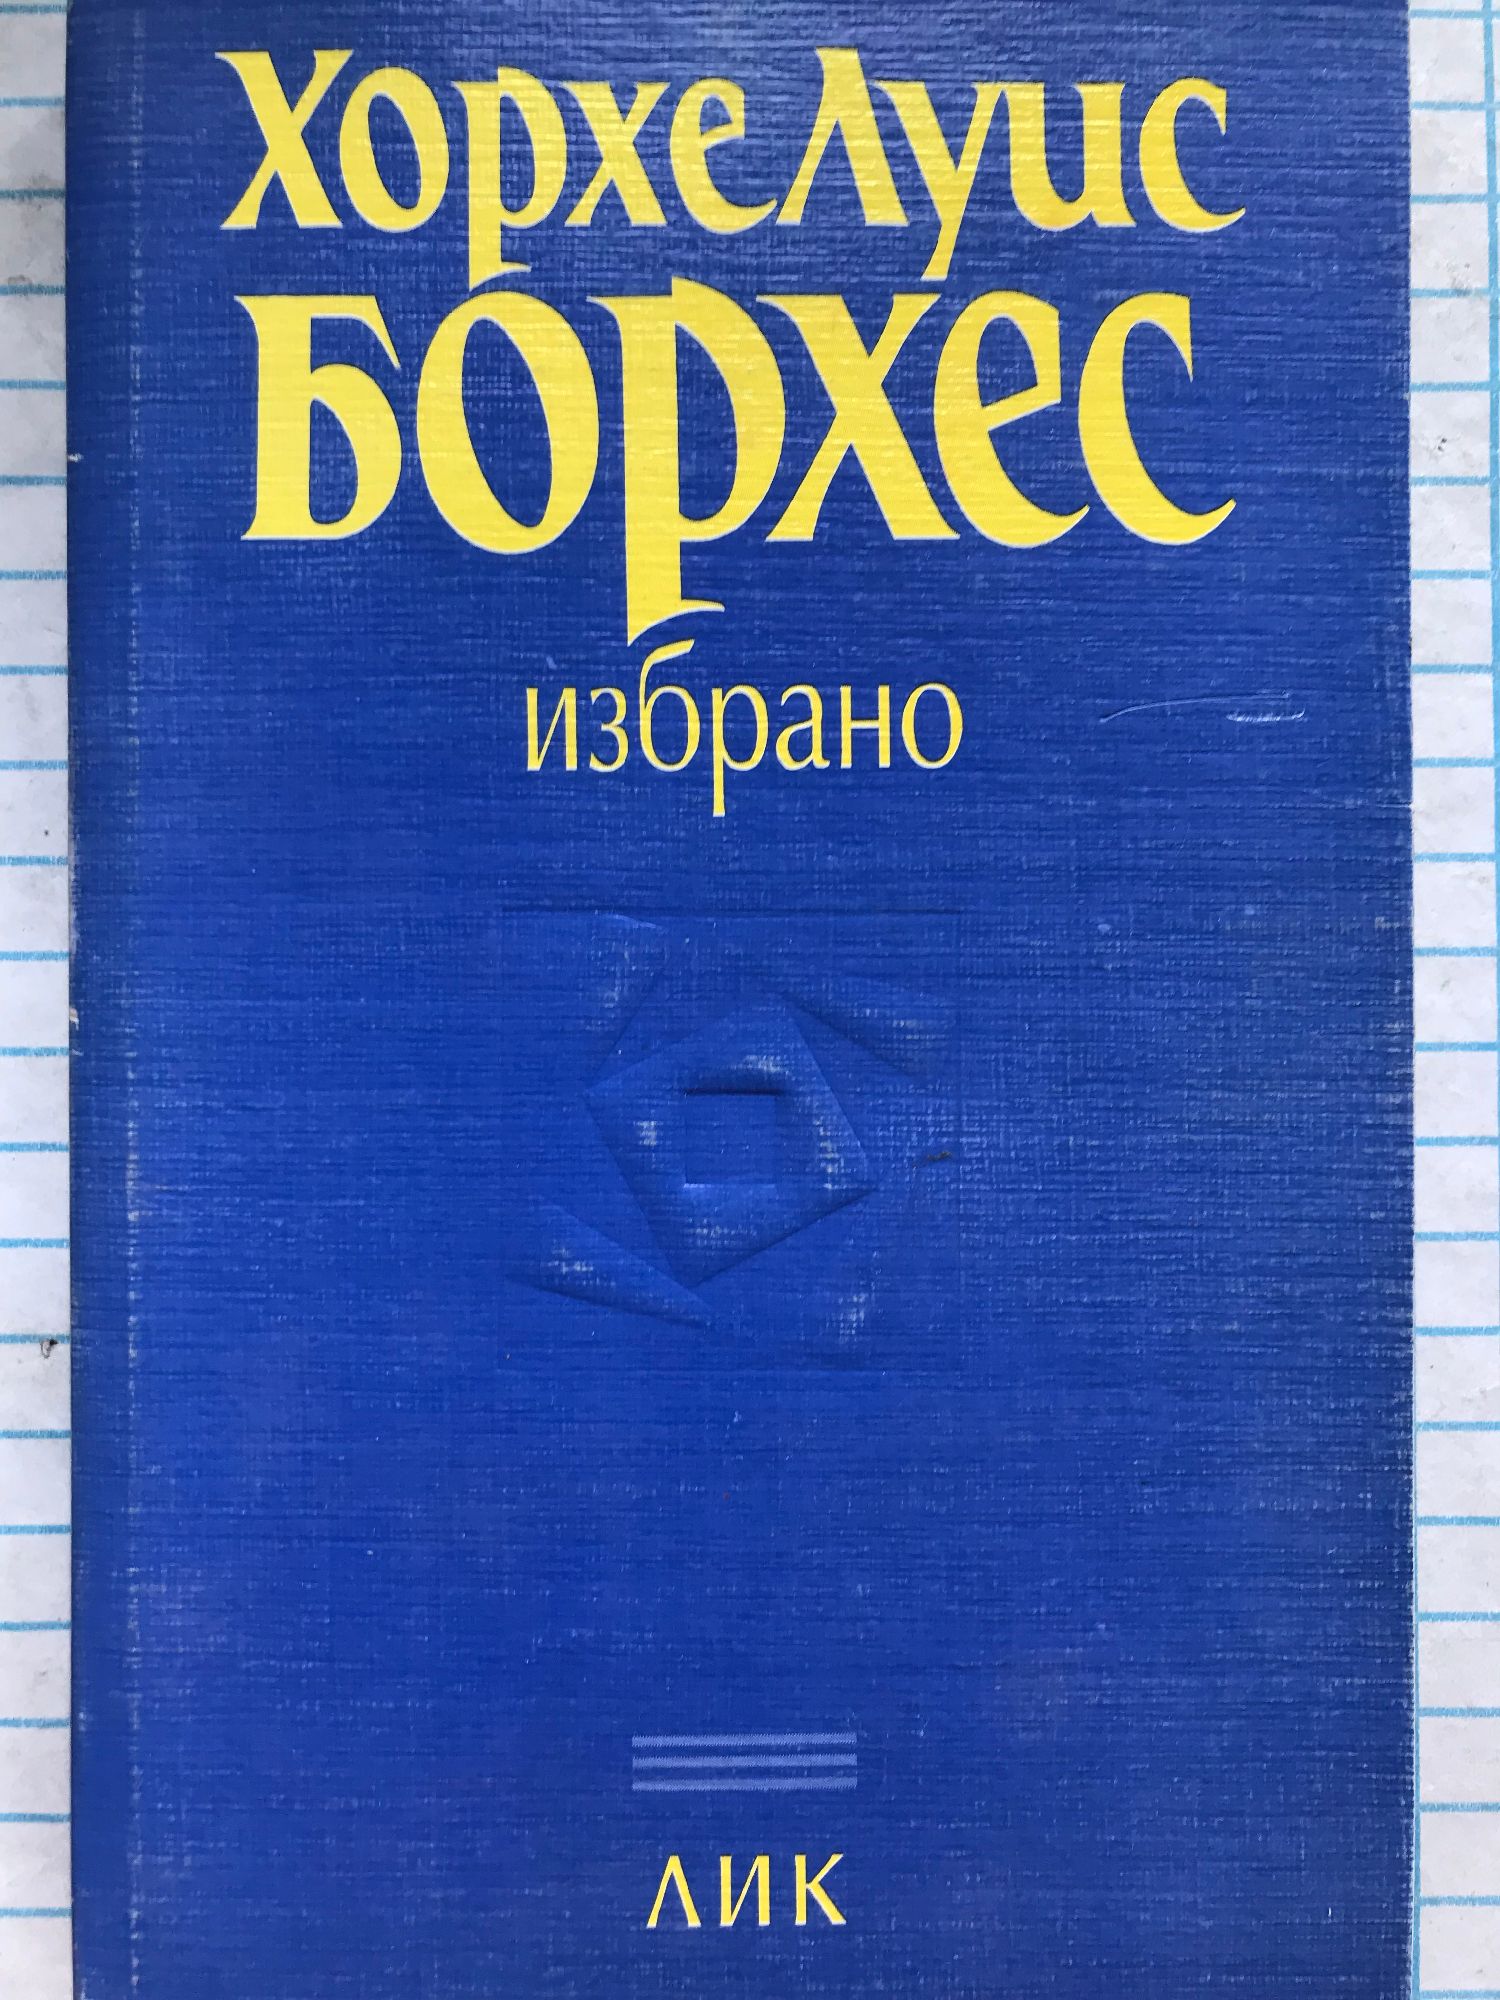 Хорхе Луис
Борхес
избрано
ЛИК